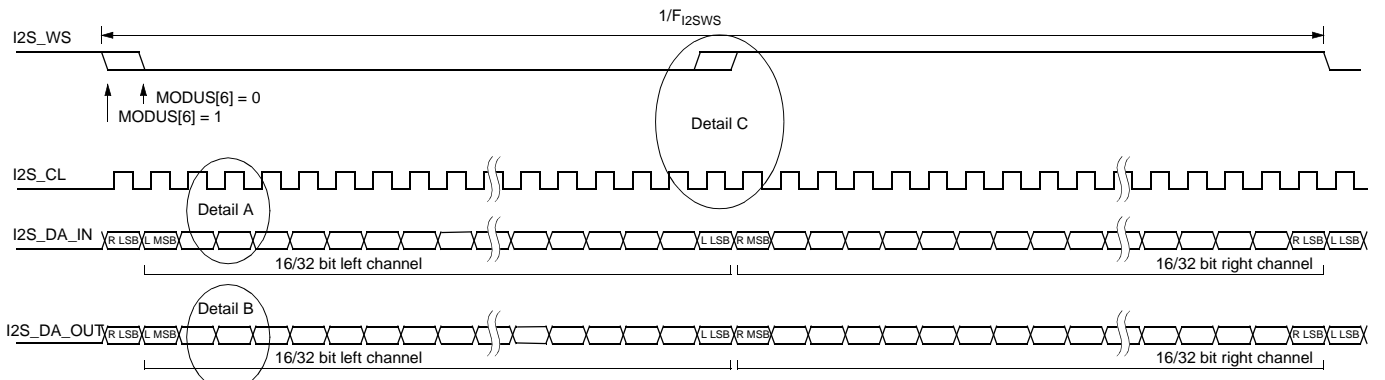 1/FI2SWS
I2S_WS
MODUS[6] = 0
MODUS[6] = 1
Detail C
I2S_CL
Detail A
I2S_DA_IN
R LSB L MSB L LSB R MSB R LSB L LSB
16/32 bit left channel 16/32 bit right channel
Detail B
I2S_DA_OUT
R LSB L MSB L LSB R MSB R LSB L LSB
16/32 bit left channel 16/32 bit right channel